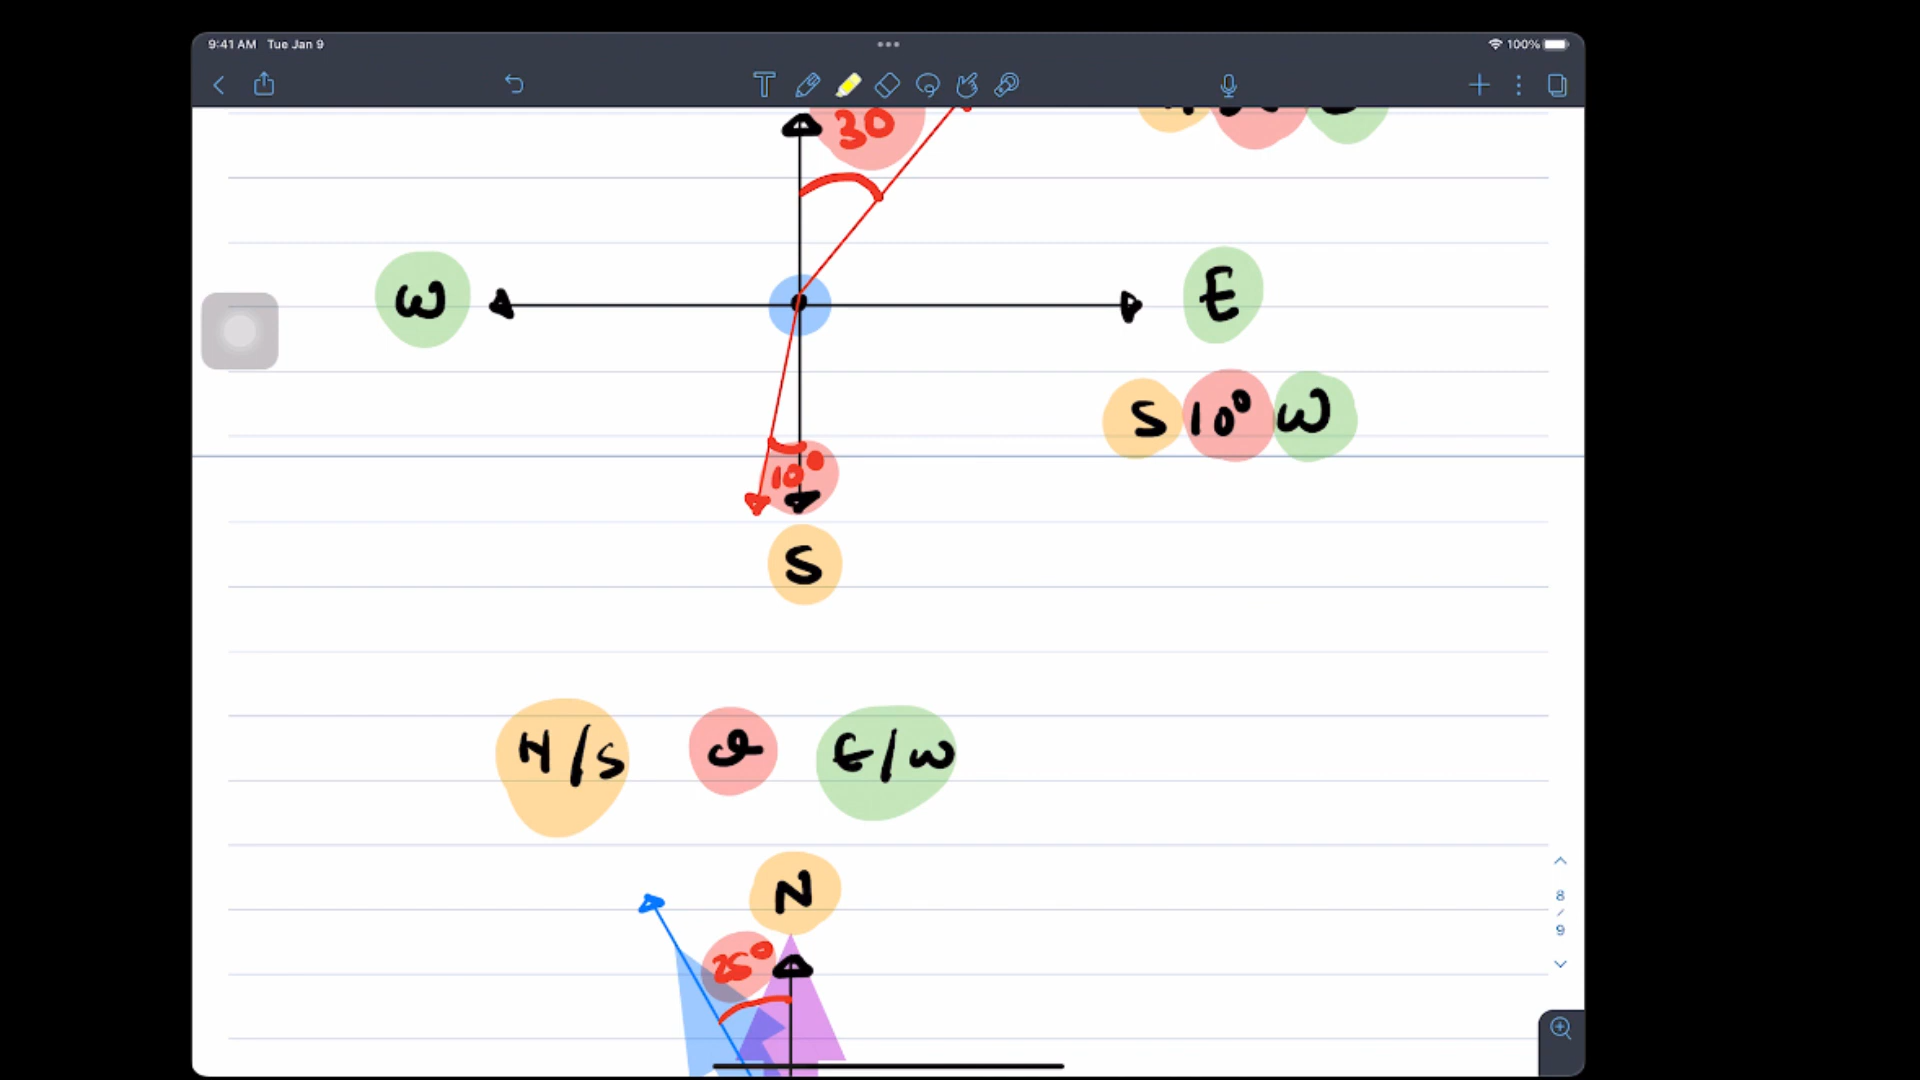 9:41 AM Tue Jan 9
100%
30
W
E
S 10° W
10°
S
N/S θ E/W
N
25°
8
/
9